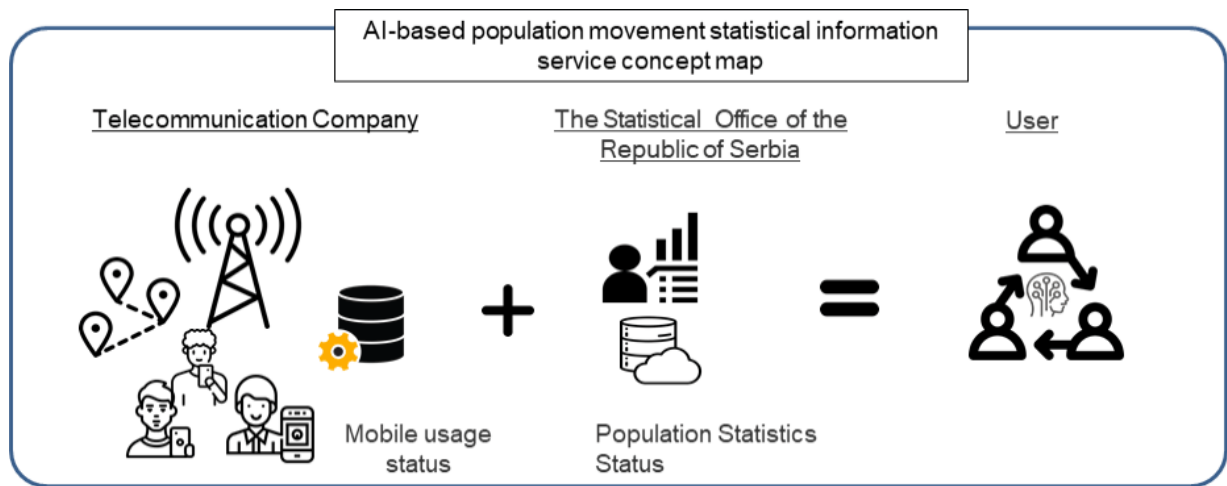 AI-based population movement statistical information
service concept map
Telecommunication Company
The Statistical Office of the
Republic of Serbia
User
Mobile usage
status
Population Statistics
Status